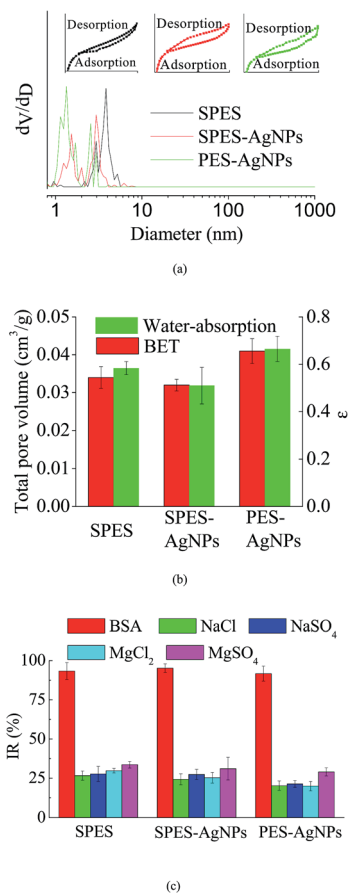 Desorption
Adsorption
Desorption
Adsorption
Desorption
Adsorption
dV/dD
SPES
SPES-AgNPs
PES-AgNPs
1 10 100 1000
Diameter (nm)
(a)
Total pore volume (cm³/g)
0.05
0.04
0.03
0.02
0.01
0.00
Water-absorption
BET
0.8
0.6
0.4
0.2
0.0
ε
SPES
SPES-
AgNPs
PES-
AgNPs
(b)
BSA NaCl NaSO₄
MgCl₂ MgSO₄
IR (%)
100
75
50
25
0
SPES SPES-AgNPs PES-AgNPs
(c)